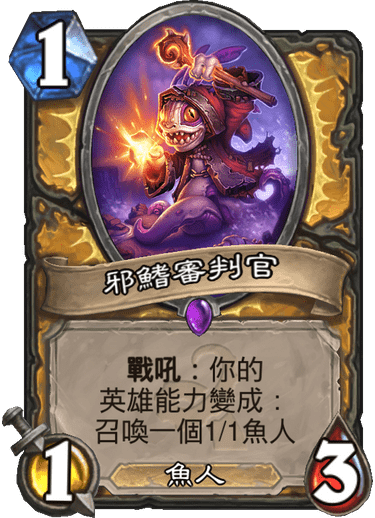 1
邪鰭審判官
戰吼：你的
英雄能力變成：
召喚一個1/1魚人
1
魚人
3